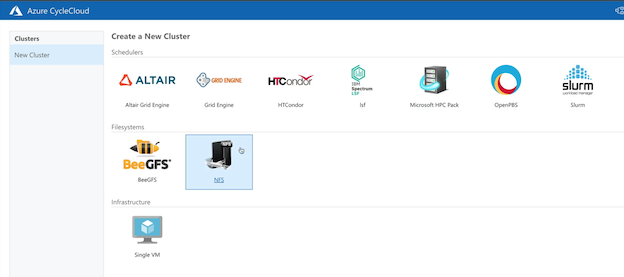 Azure CycleCloud
Clusters
New Cluster
Create a New Cluster
Schedulers
ALTAIR
GRID ENGINE
HTCondor
IBM
Spectrum
LSF
slurm
workload manager
Altair Grid Engine
Grid Engine
HTCondor
lsf
Microsoft HPC Pack
OpenPBS
Slurm
Filesystems
BeeGFS®
BeeGFS
NFS
Infrastructure
Single VM